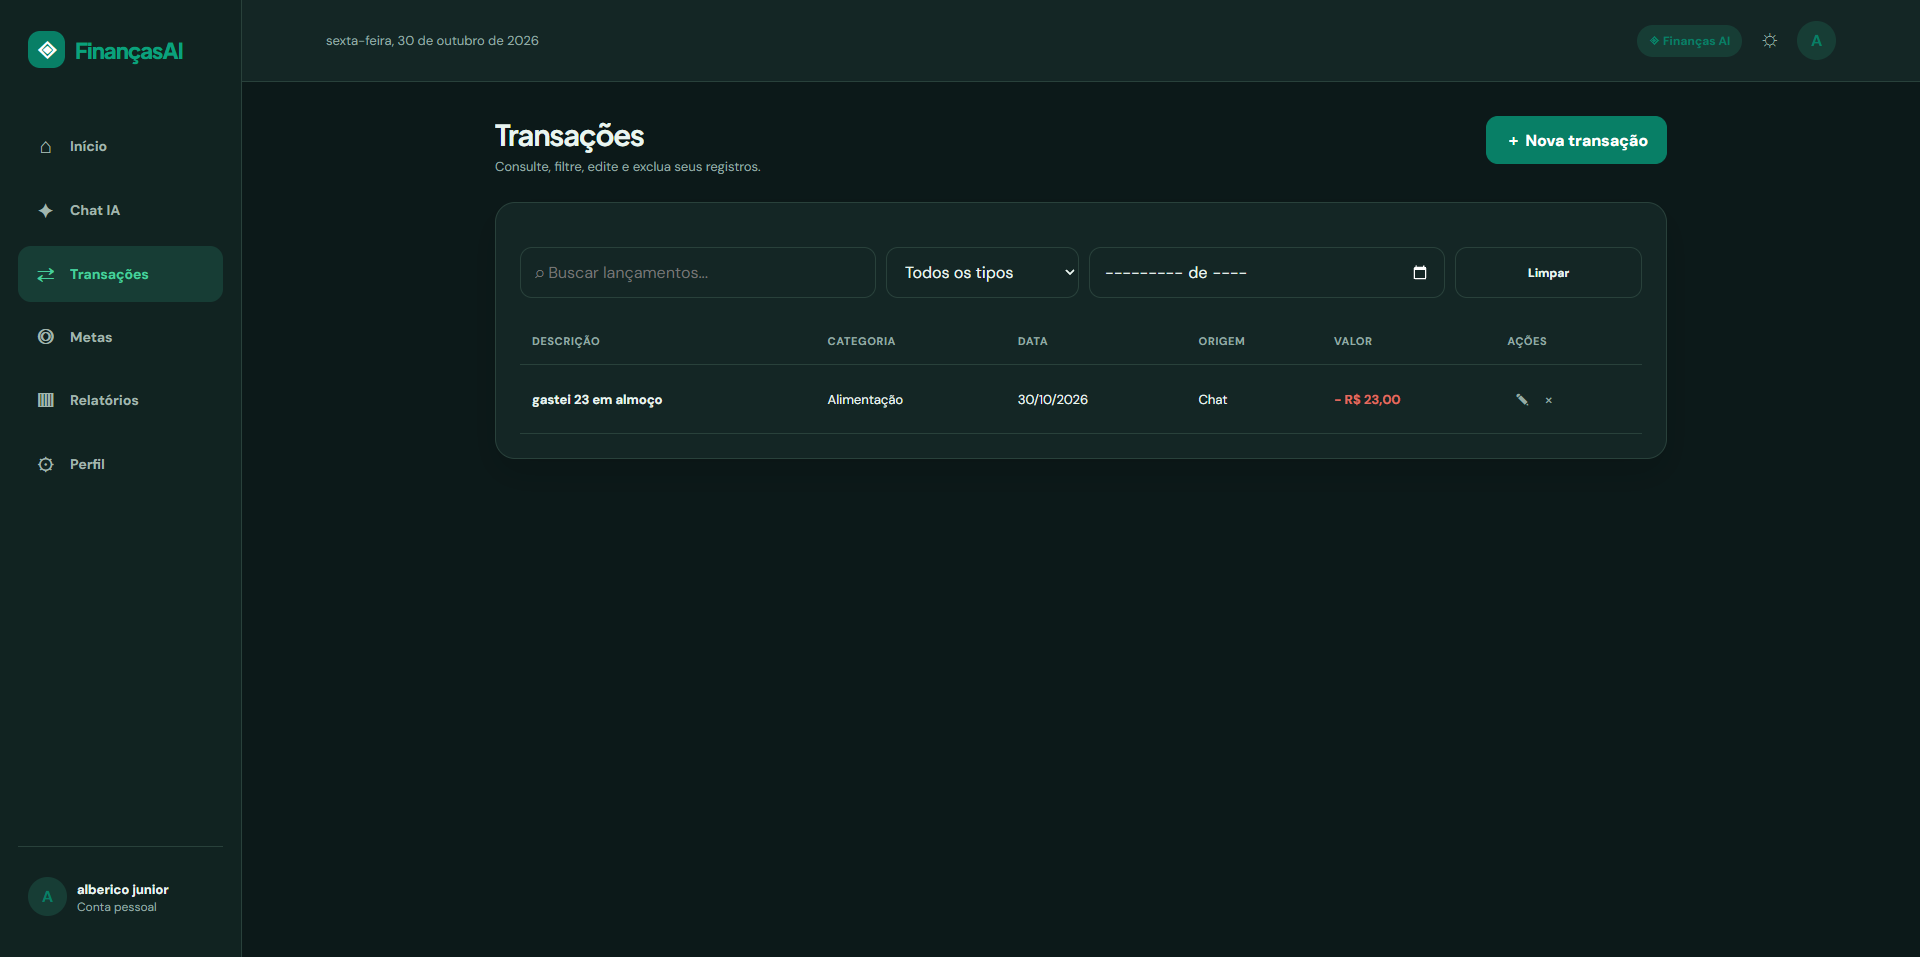 FinançasAI
sexta-feira, 30 de outubro de 2026
Finanças AI
A
Início
Chat IA
Transações
Metas
Relatórios
Perfil
Transações
Consulte, filtre, edite e exclua seus registros.
+ Nova transação
Buscar lançamentos...
Todos os tipos
--------- de ----
Limpar
DESCRIÇÃO CATEGORIA DATA ORIGEM VALOR AÇÕES
gastei 23 em almoço Alimentação 30/10/2026 Chat - R$ 23,00 ×
A
alberico junior
Conta pessoal